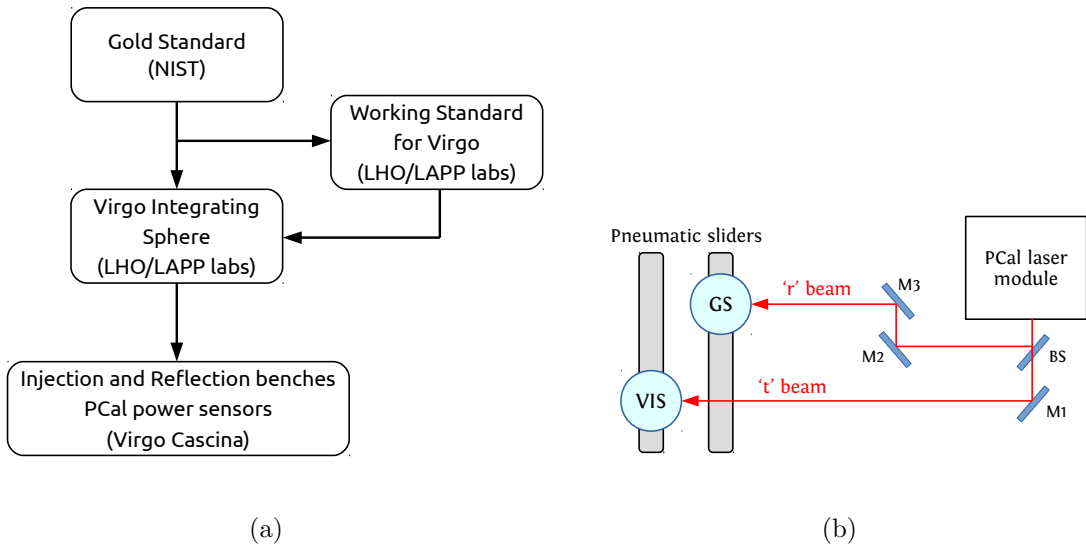 Gold Standard
(NIST)
Working Standard
for Virgo
(LHO/LAPP labs)
Virgo Integrating
Sphere
(LHO/LAPP labs)
Injection and Reflection benches
PCal power sensors
(Virgo Cascina)
(a)
Pneumatic sliders
PCal laser
module
GS
'r' beam
M3
M2
BS
VIS
't' beam
M1
(b)